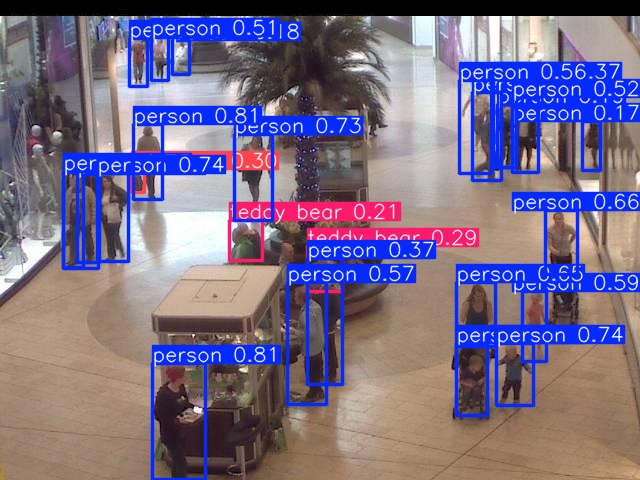 person 0.51
person 0.56
.37
person 0.52
person 0.17
person 0.81
person 0.73
0.30
person 0.74
person 0.66
teddy bear 0.21
teddy bear 0.29
person 0.37
person 0.57
person 0.65
0.59
person 0.74
person 0.81